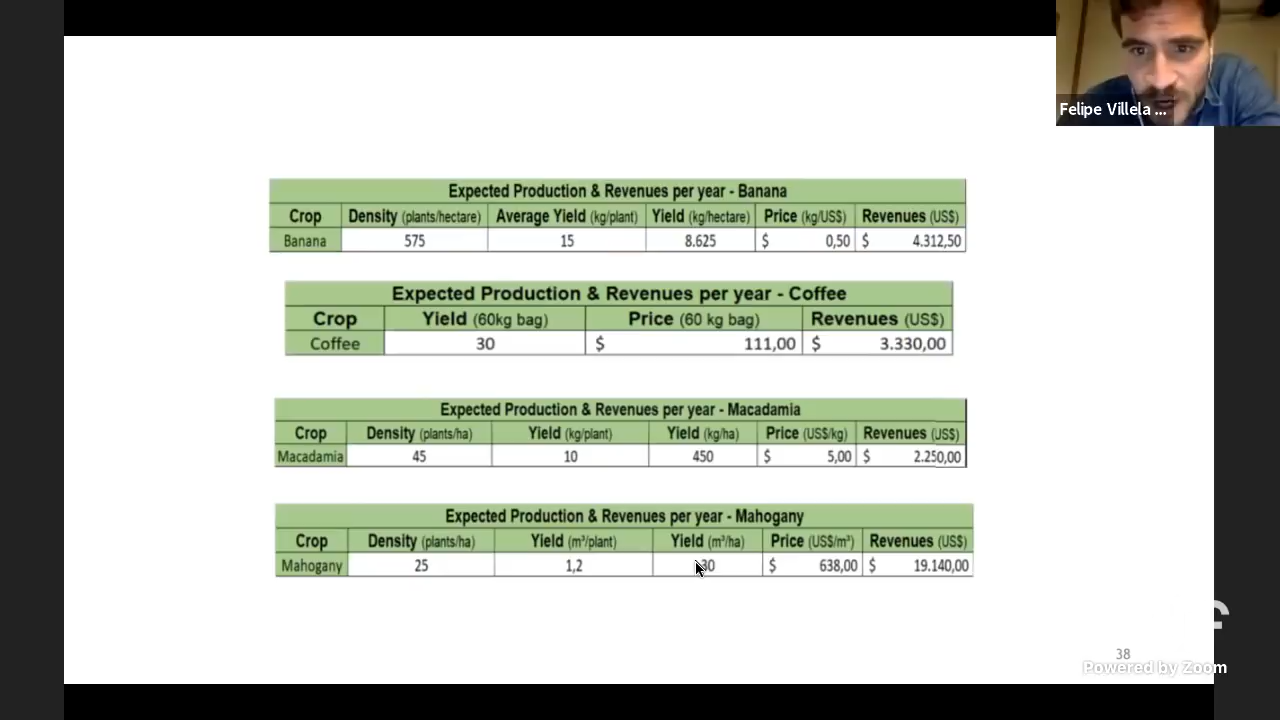 Felipe Villela ...
Expected Production & Revenues per year - Banana
Crop Density (plants/hectare) Average Yield (kg/plant) Yield (kg/hectare) Price (kg/US$) Revenues (US$)
Banana 575 15 8.625 $ 0,50 $ 4.312,50
Expected Production & Revenues per year - Coffee
Crop Yield (60kg bag) Price (60 kg bag) Revenues (US$)
Coffee 30 $ 111,00 $ 3.330,00
Expected Production & Revenues per year - Macadamia
Crop Density (plants/ha) Yield (kg/plant) Yield (kg/ha) Price (US$/kg) Revenues (US$)
Macadamia 45 10 450 $ 5,00 $ 2.250,00
Expected Production & Revenues per year - Mahogany
Crop Density (plants/ha) Yield (m³/plant) Yield (m³/ha) Price (US$/m³) Revenues (US$)
Mahogany 25 1,2 30 $ 638,00 $ 19.140,00
38
Powered by Zoom